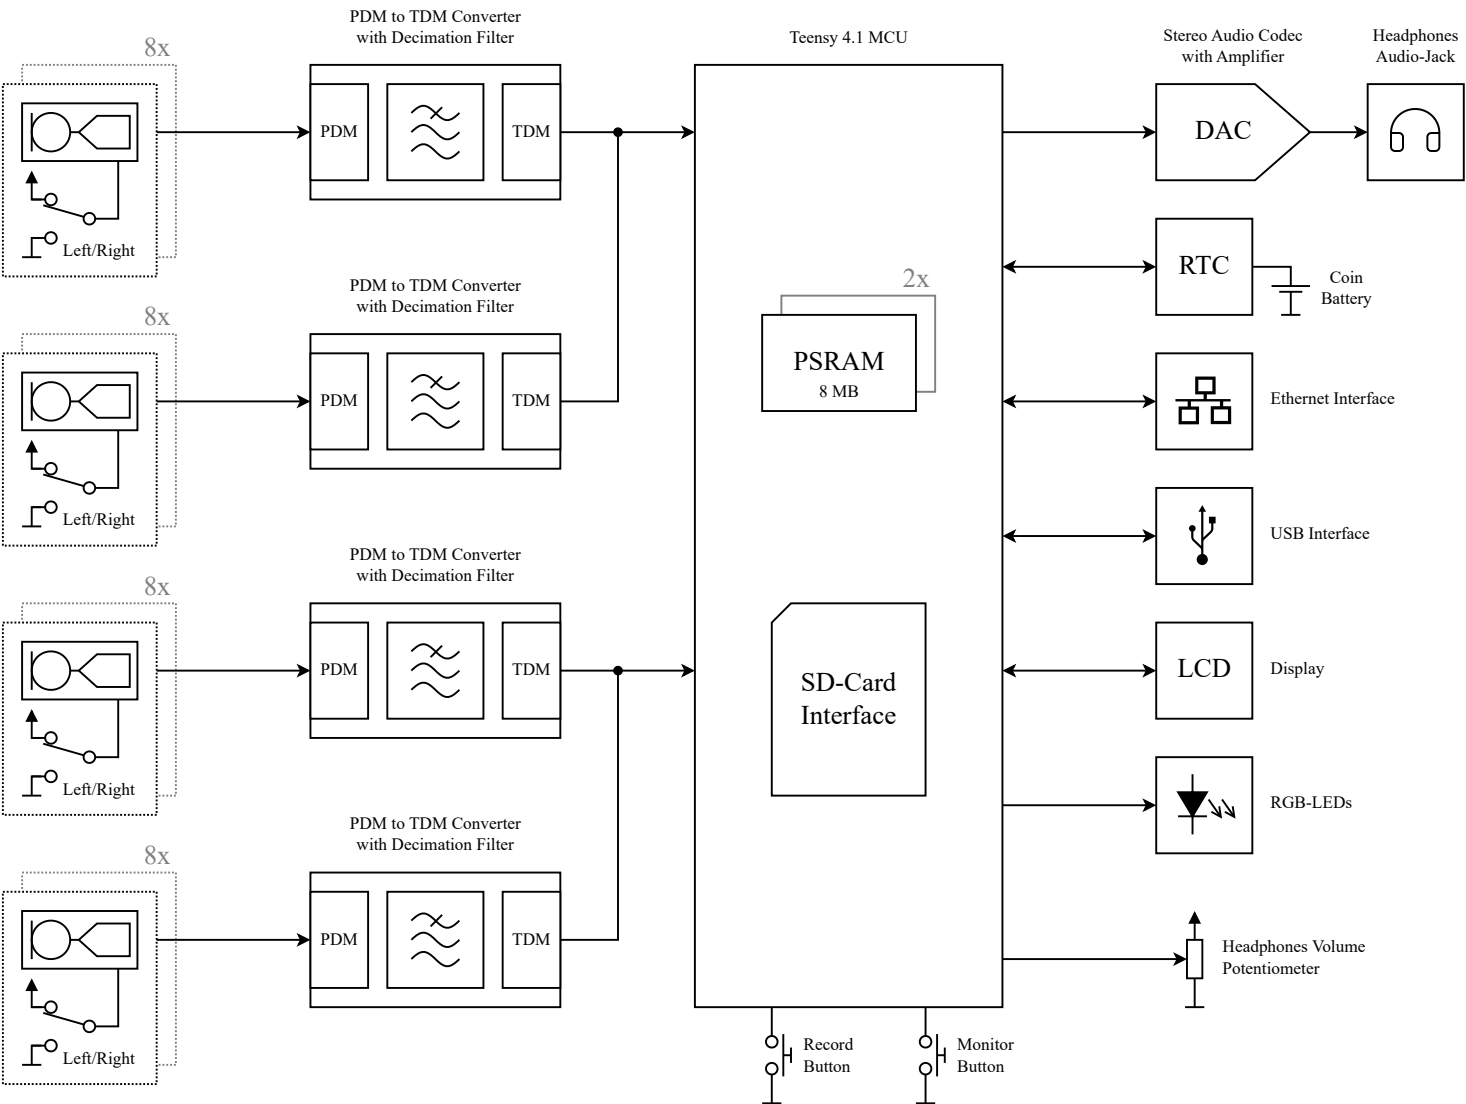 PDM to TDM Converter
with Decimation Filter
8x
PDM
TDM
Left/Right
PDM to TDM Converter
with Decimation Filter
8x
PDM
TDM
Left/Right
PDM to TDM Converter
with Decimation Filter
8x
PDM
TDM
Left/Right
PDM to TDM Converter
with Decimation Filter
8x
PDM
TDM
Left/Right
Teensy 4.1 MCU
2x
PSRAM
8 MB
SD-Card
Interface
Record
Button
Monitor
Button
Stereo Audio Codec
with Amplifier
DAC
Headphones
Audio-Jack
RTC
Coin
Battery
Ethernet Interface
USB Interface
LCD
Display
RGB-LEDs
Headphones Volume
Potentiometer